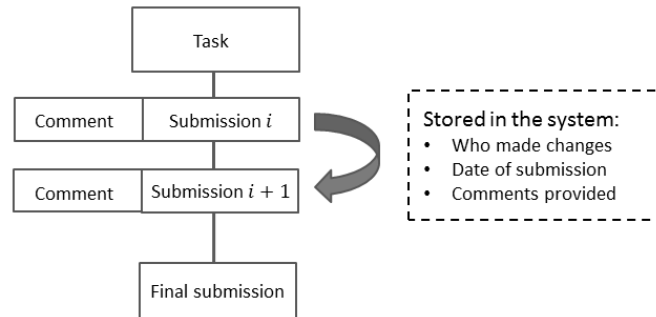 Task
Comment
Submission i
Stored in the system:
• Who made changes
• Date of submission
• Comments provided
Comment
Submission i + 1
Final submission